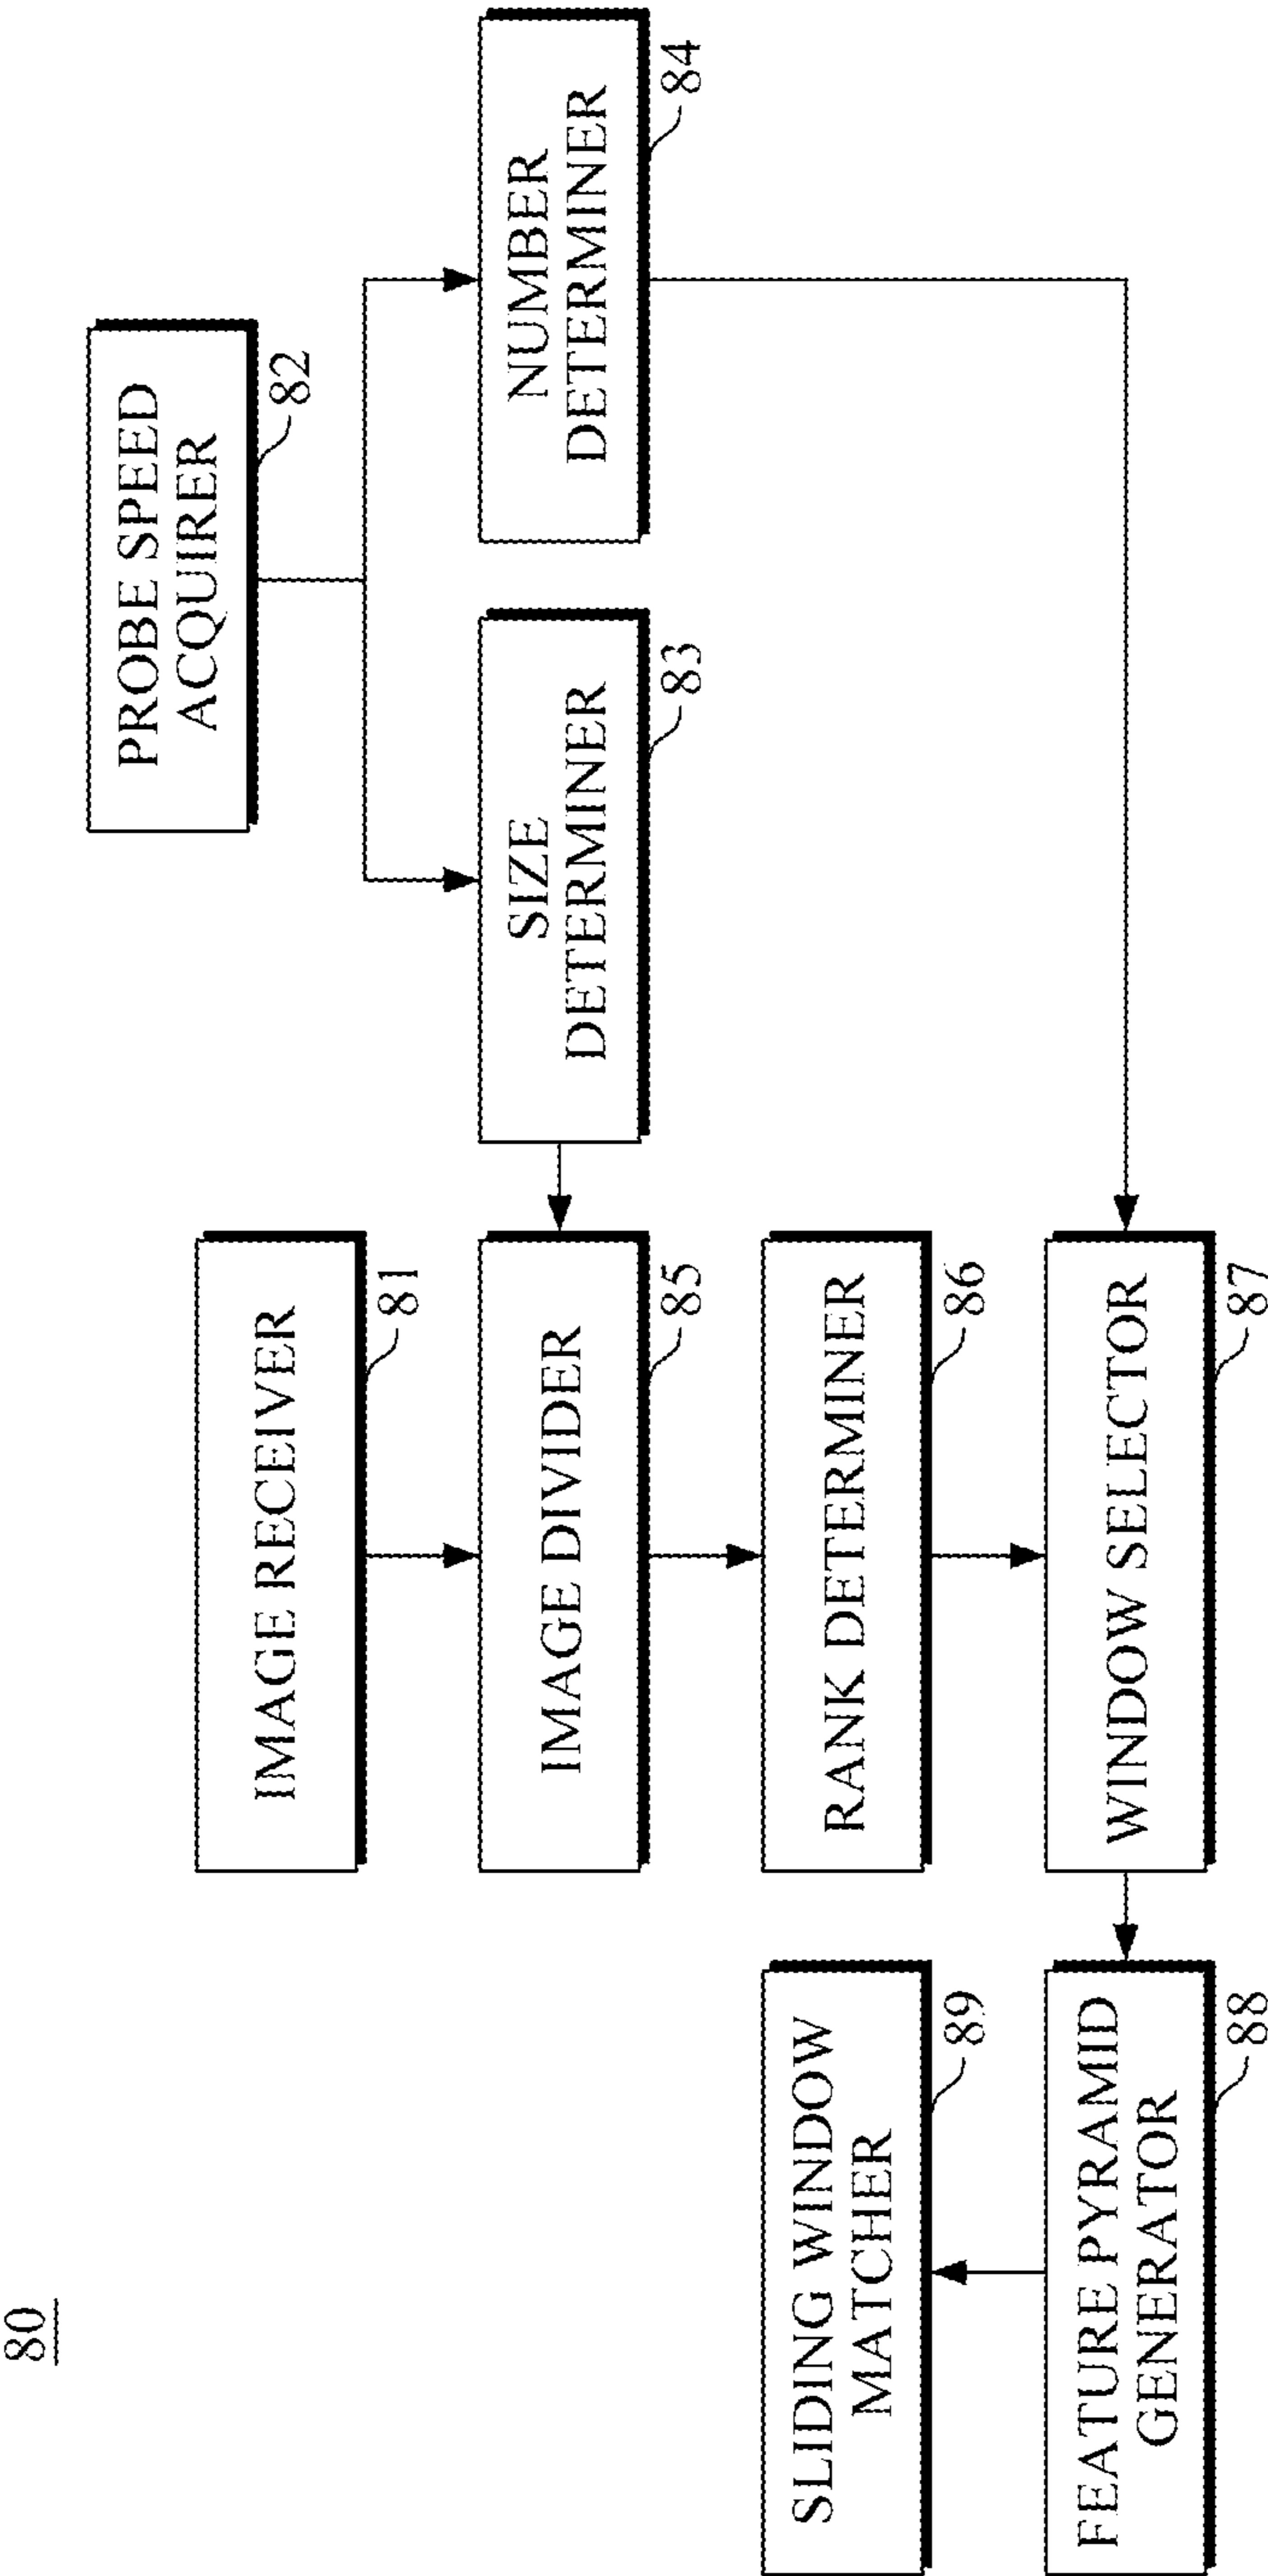 80
PROBE SPEED
ACQUIRER
82
IMAGE RECEIVER
81
SLIDING WINDOW
MATCHER
89
IMAGE DIVIDER
85
SIZE
DETERMINER
83
NUMBER
DETERMINER
84
RANK DETERMINER
86
FEATURE PYRAMID
GENERATOR
88
WINDOW SELECTOR
87